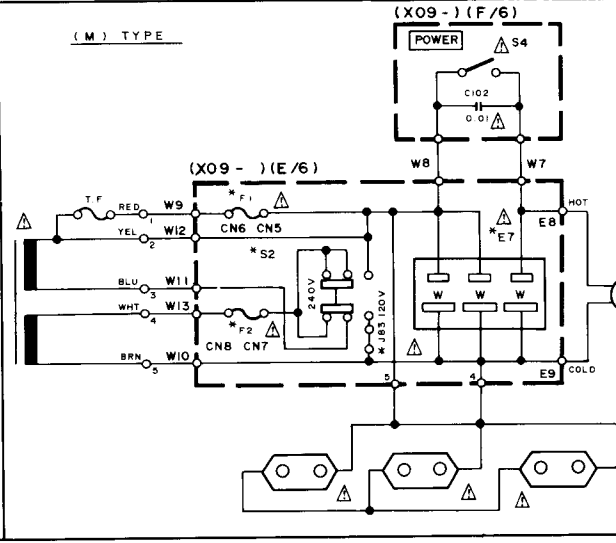 (X09 - ) (F/6)
(M) TYPE
POWER
S4
C102
0.01
W8
W7
(X09 - ) (E/6)
T.F
RED
1
W9
* F1
CN6 CN5
YEL
2
W12
E8
HOT
* E7
* S2
240V
BLU
3
W11
WHT
4
W13
* F2
CN8 CN7
* J83 120V
W
W
W
BRN
5
W10
E9
COLD
5
4